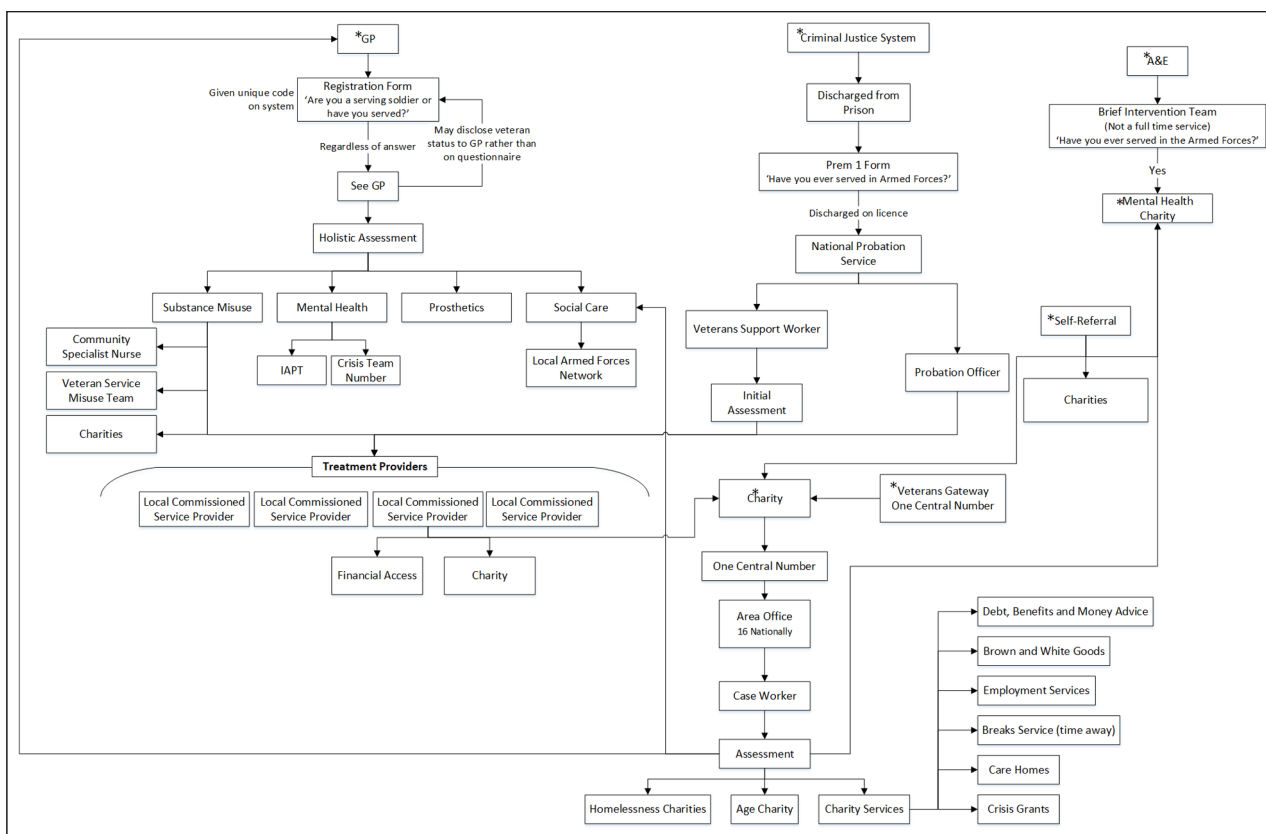 *GP
*Criminal Justice System
*A&E
Given unique code
on system
Registration Form
'Are you a serving soldier or
have you served?'
Discharged from
Prison
Brief Intervention Team
(Not a full time service)
'Have you ever served in the Armed Forces?'
May disclose veteran
status to GP rather than
on questionnaire
Regardless of answer
Prem 1 Form
'Have you ever served in Armed Forces?'
Yes
See GP
*Mental Health
Charity
Discharged on licence
Holistic Assessment
National Probation
Service
Substance Misuse
Mental Health
Prosthetics
Social Care
*Self-Referral
Veterans Support Worker
Community
Specialist Nurse
IAPT
Crisis Team
Number
Local Armed Forces
Network
Probation Officer
Veteran Service
Misuse Team
Initial
Assessment
Charities
Charities
Treatment Providers
Local Commissioned
Service Provider
Local Commissioned
Service Provider
Local Commissioned
Service Provider
Local Commissioned
Service Provider
*Charity
*Veterans Gateway
One Central Number
Financial Access
Charity
One Central Number
Area Office
16 Nationally
Debt, Benefits and Money Advice
Brown and White Goods
Case Worker
Employment Services
Breaks Service (time away)
Assessment
Care Homes
Homelessness Charities
Age Charity
Charity Services
Crisis Grants